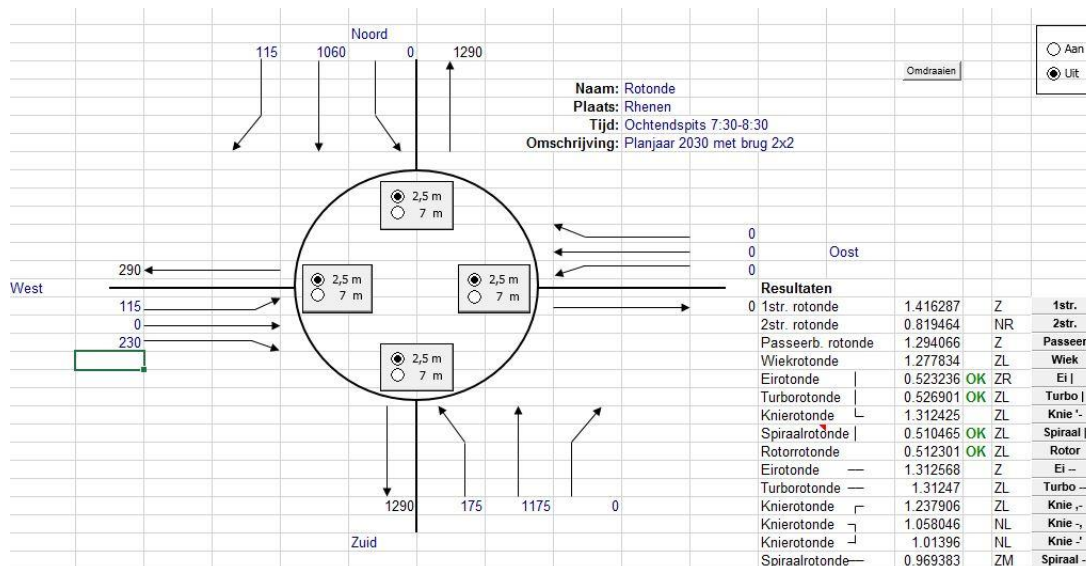 Noord
115 1060 0 1290
Aan
Omdraaien
Uit
Naam: Rotonde
Plaats: Rhenen
Tijd: Ochtendspits 7:30-8:30
Omschrijving: Planjaar 2030 met brug 2x2
2,5 m
7 m
0
0 Oost
0
290
West
2,5 m
7 m
2,5 m
7 m
115
0
230
2,5 m
7 m
1290 175 1175 0
Zuid
Resultaten
0 1str. rotonde 1.416287 Z 1str.
2str. rotonde 0.819464 NR 2str.
Passeerb. rotonde 1.294066 Z Passeer
Wiekrotonde 1.277834 ZL Wiek
Eirotonde | 0.523236 OK ZR Ei |
Turborotonde | 0.526901 OK ZL Turbo |
Knierotonde 1.312425 ZL Knie '-
Spiraalrotonde | 0.510465 OK ZL Spiraal |
Rotorrotonde 0.512301 OK ZL Rotor
Eirotonde — 1.312568 Z Ei --
Turborotonde — 1.31247 ZL Turbo --
Knierotonde 1.237906 ZL Knie ,-
Knierotonde 1.058046 NL Knie -,
Knierotonde 1.01396 NL Knie -'
Spiraalrotonde— 0.969383 ZM Spiraal -